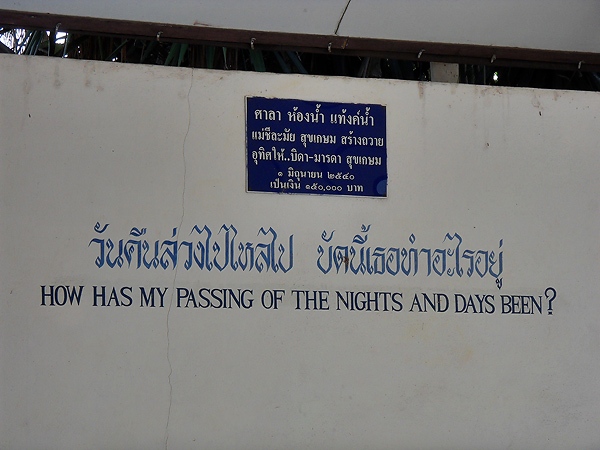 ศาลา ห้องน้ำ แท้งค์น้ำ
แม่ชีละมัย สุขเกษม สร้างถวาย
อุทิศให้..บิดา-มารดา สุขเกษม
๑ มิถุนายน ๒๕๔๐
เป็นเงิน ๑๕๐,๐๐๐ บาท
วันคืนล่วงไปไหลไป บัดนี้เธอทำอะไรอยู่
HOW HAS MY PASSING OF THE NIGHTS AND DAYS BEEN?